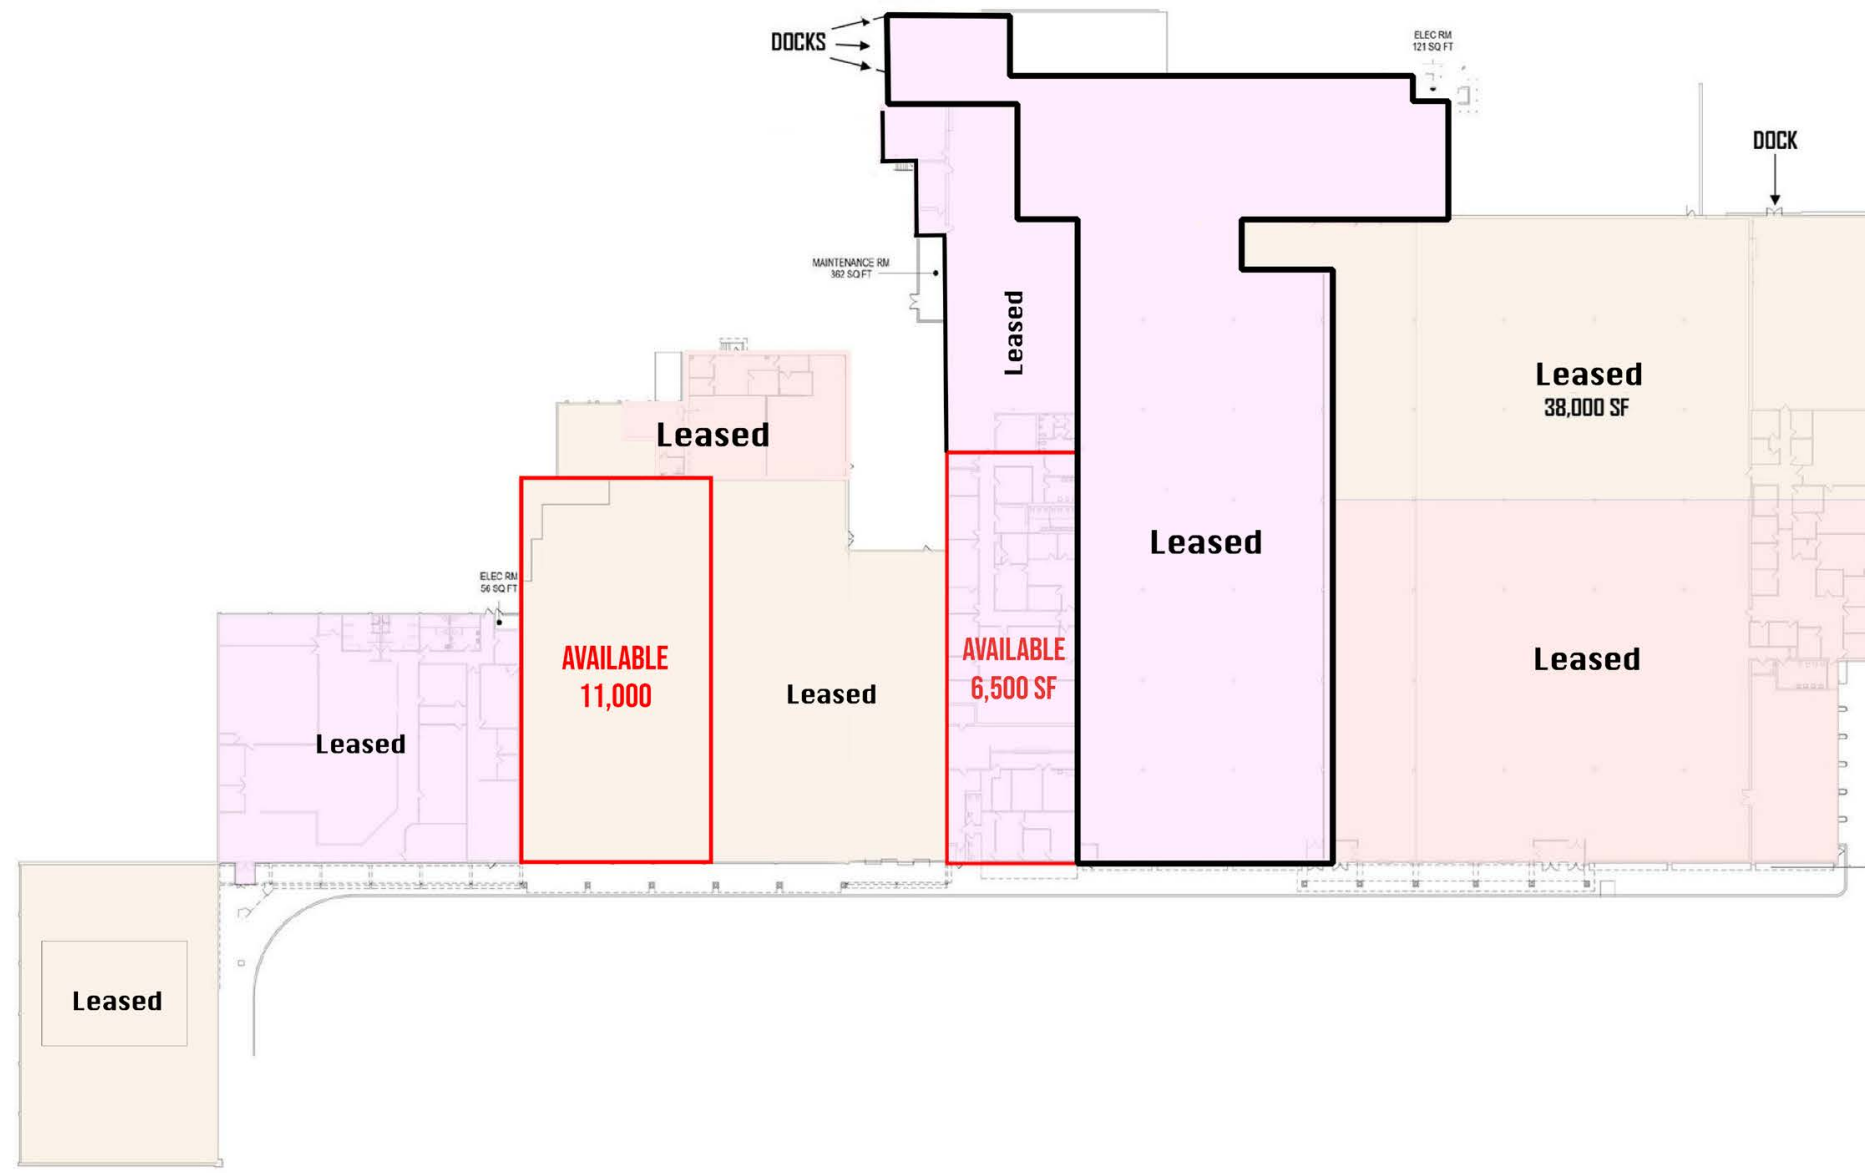 DOCKS
ELEC RM
121 SQ FT
DOCK
MAINTENANCE RM
362 SQ FT
Leased
Leased
38,000 SF
Leased
Leased
ELEC RM
56 SQ FT
AVAILABLE
11,000
Leased
AVAILABLE
6,500 SF
Leased
Leased
Leased